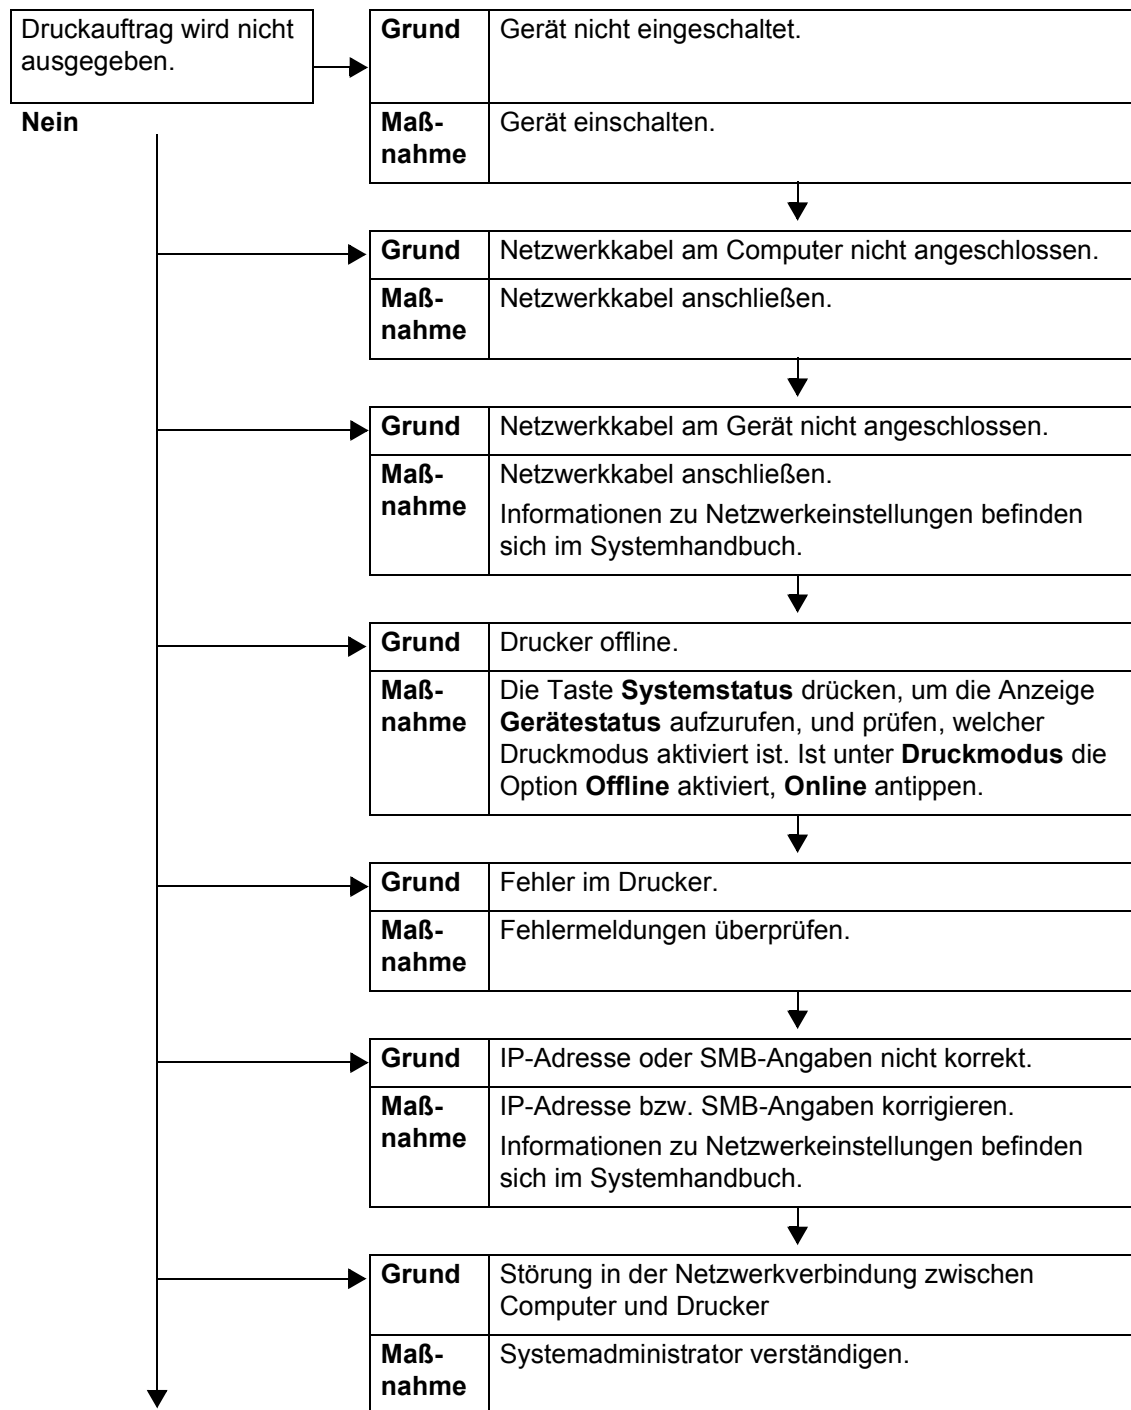 Druckauftrag wird nicht
ausgegeben.
Nein
Grund
Gerät nicht eingeschaltet.
Maß-
nahme
Gerät einschalten.
Grund
Netzwerkkabel am Computer nicht angeschlossen.
Maß-
nahme
Netzwerkkabel anschließen.
Grund
Netzwerkkabel am Gerät nicht angeschlossen.
Maß-
nahme
Netzwerkkabel anschließen.
Informationen zu Netzwerkeinstellungen befinden
sich im Systemhandbuch.
Grund
Drucker offline.
Maß-
nahme
Die Taste Systemstatus drücken, um die Anzeige
Gerätestatus aufzurufen, und prüfen, welcher
Druckmodus aktiviert ist. Ist unter Druckmodus die
Option Offline aktiviert, Online antippen.
Grund
Fehler im Drucker.
Maß-
nahme
Fehlermeldungen überprüfen.
Grund
IP-Adresse oder SMB-Angaben nicht korrekt.
Maß-
nahme
IP-Adresse bzw. SMB-Angaben korrigieren.
Informationen zu Netzwerkeinstellungen befinden
sich im Systemhandbuch.
Grund
Störung in der Netzwerkverbindung zwischen
Computer und Drucker
Maß-
nahme
Systemadministrator verständigen.